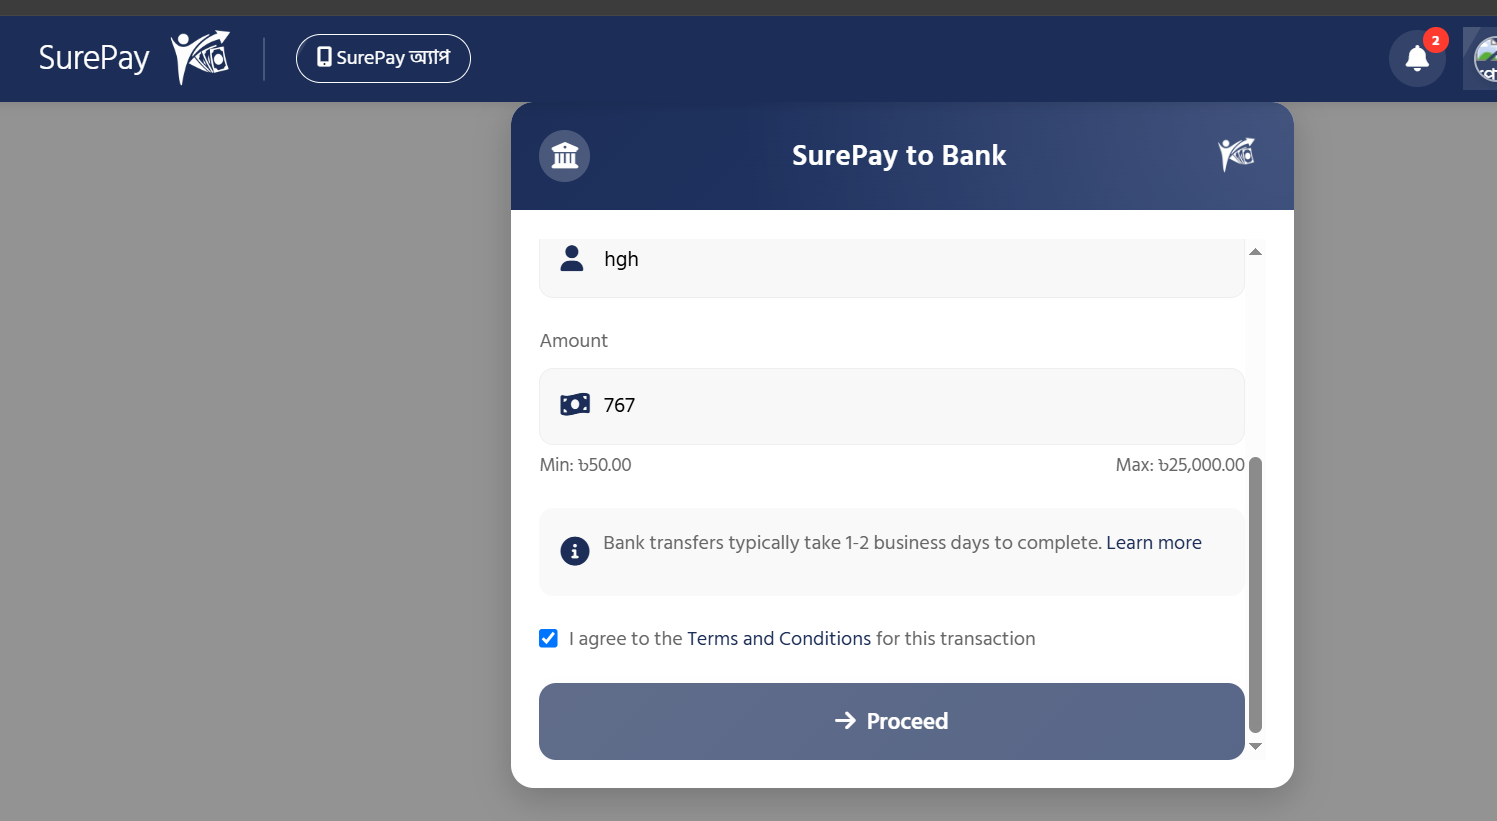 SurePay
SurePay অ্যাপ
2
SurePay to Bank
hgh
Amount
767
Min: ৳50.00
Max: ৳25,000.00
Bank transfers typically take 1-2 business days to complete. Learn more
I agree to the Terms and Conditions for this transaction
Proceed